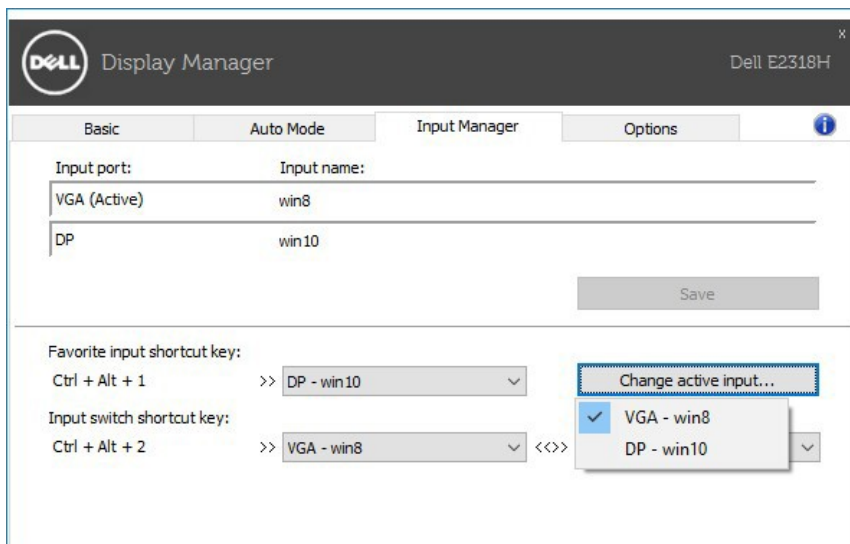 DELL Display Manager
x
Dell E2318H
Basic Auto Mode Input Manager Options i
Input port: Input name:
VGA (Active) win8
DP win10
Save
Favorite input shortcut key:
Ctrl + Alt + 1 >> DP - win10 Change active input...
Input switch shortcut key:
VGA - win8
Ctrl + Alt + 2 >> VGA - win8 <<>> DP - win10